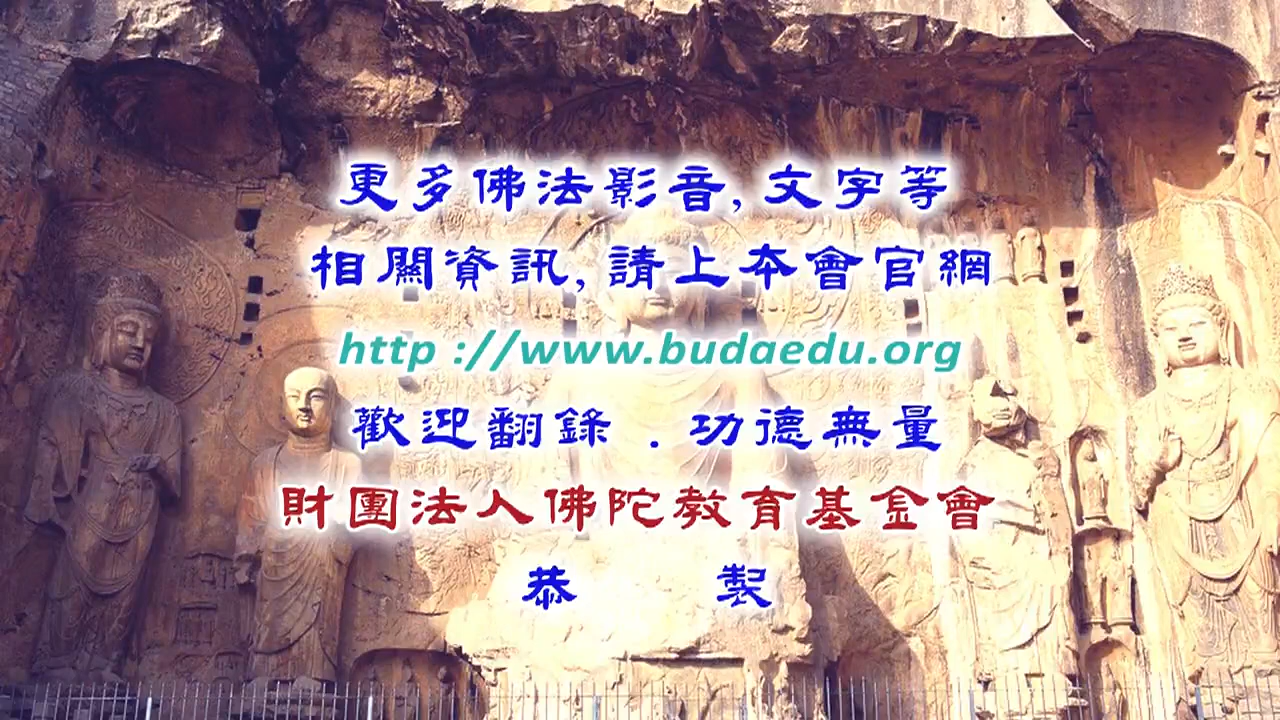 更多佛法影音,文字等
相關資訊,請上本會官網
http ://www.budaedu.org
歡迎翻錄 . 功德無量
財團法人佛陀教育基金會
恭 製